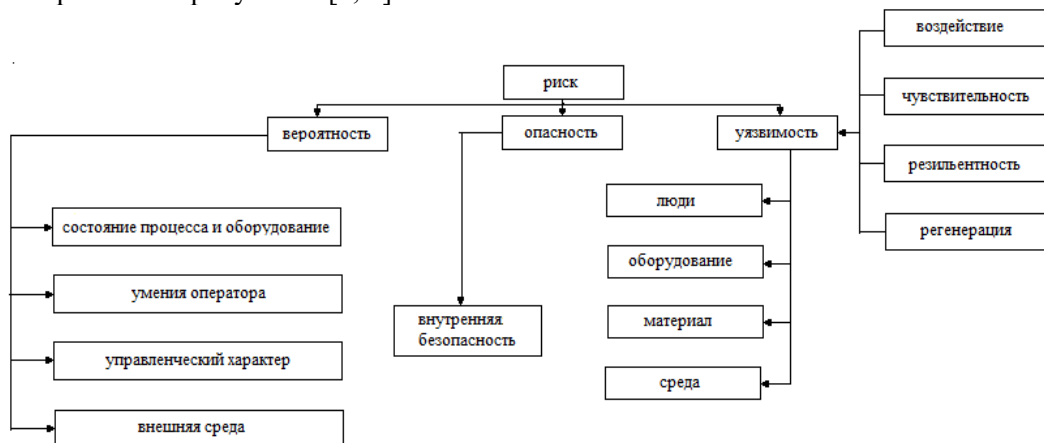 риск
вероятность
опасность
уязвимость
воздействие
чувствительность
резильентность
регенерация
состояние процесса и оборудование
умения оператора
управленческий характер
внешняя среда
внутренняя
безопасность
люди
оборудование
материал
среда